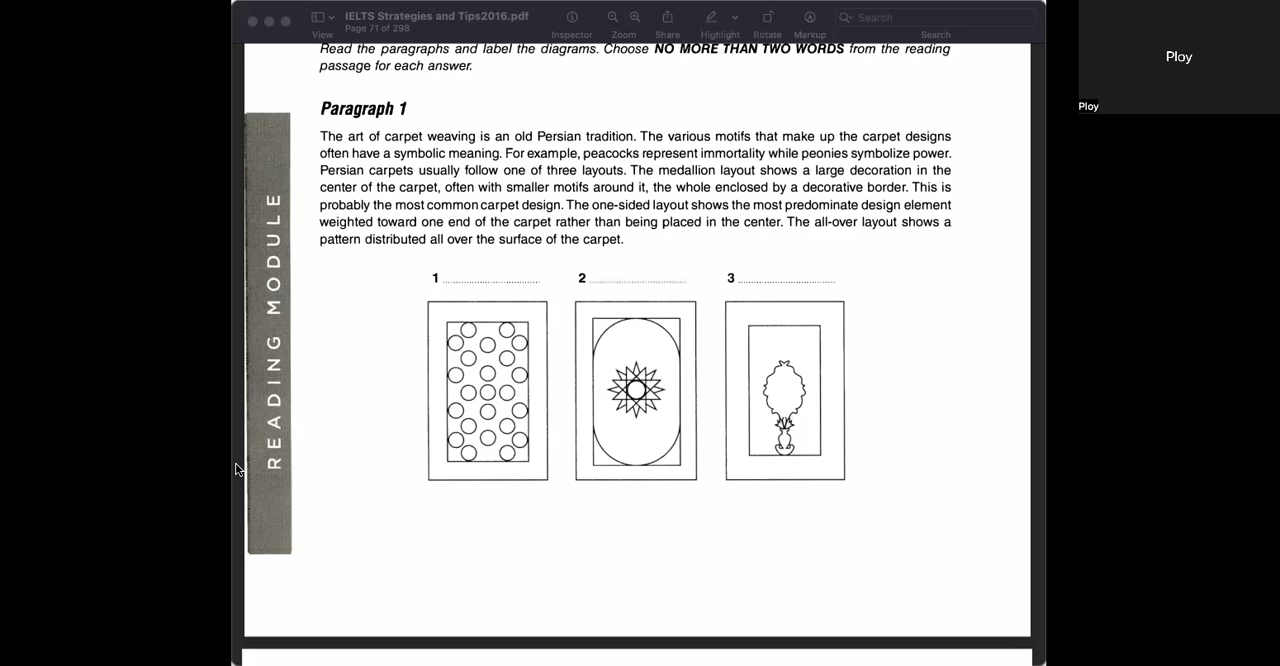 IELTS Strategies and Tips2016.pdf
Page 71 of 298
View
Inspector
Zoom
Share
Highlight
Rotate
Markup
Search
Search
Ploy
Ploy
Read the paragraphs and label the diagrams. Choose NO MORE THAN TWO WORDS from the reading
passage for each answer.
READING MODULE
Paragraph 1
The art of carpet weaving is an old Persian tradition. The various motifs that make up the carpet designs
often have a symbolic meaning. For example, peacocks represent immortality while peonies symbolize power.
Persian carpets usually follow one of three layouts. The medallion layout shows a large decoration in the
center of the carpet, often with smaller motifs around it, the whole enclosed by a decorative border. This is
probably the most common carpet design. The one-sided layout shows the most predominate design element
weighted toward one end of the carpet rather than being placed in the center. The all-over layout shows a
pattern distributed all over the surface of the carpet.
1 ................................ 2 ................................ 3 ................................